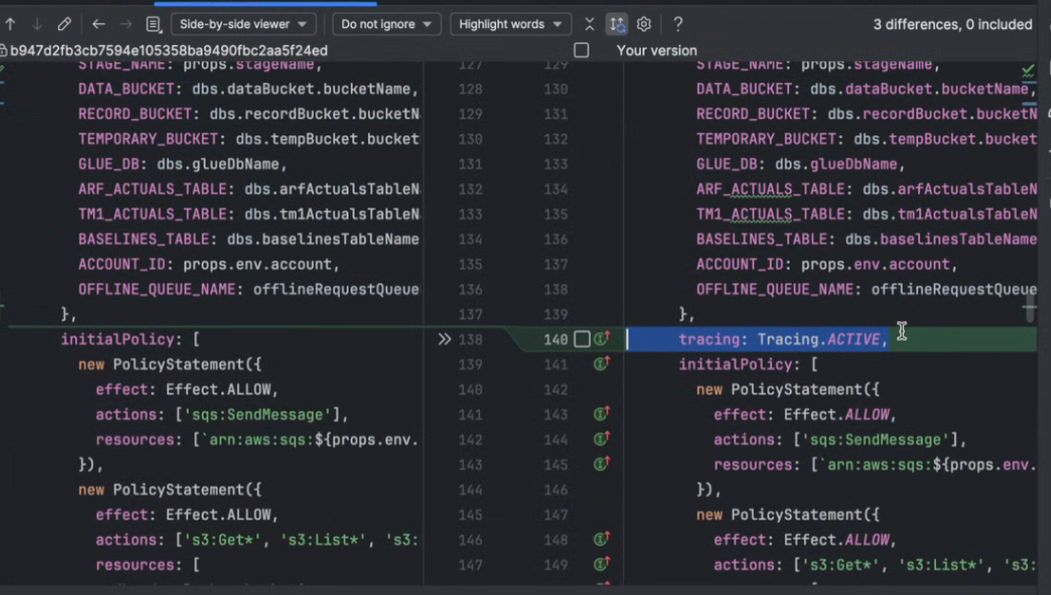 Side-by-side viewer Do not ignore Highlight words ? 3 differences, 0 included
b947d2fb3cb7594e105358ba9490fbc2aa5f24ed Your version
STAGE_NAME: props.stageName, 127 129 STAGE_NAME: props.stageName,
DATA_BUCKET: dbs.dataBucket.bucketName, 128 130 DATA_BUCKET: dbs.dataBucket.bucketName,
RECORD_BUCKET: dbs.recordBucket.bucketN 129 131 RECORD_BUCKET: dbs.recordBucket.bucketN
TEMPORARY_BUCKET: dbs.tempBucket.bucket 130 132 TEMPORARY_BUCKET: dbs.tempBucket.bucket
GLUE_DB: dbs.glueDbName, 131 133 GLUE_DB: dbs.glueDbName,
ARF_ACTUALS_TABLE: dbs.arfActualsTableN 132 134 ARF_ACTUALS_TABLE: dbs.arfActualsTableN
TM1_ACTUALS_TABLE: dbs.tm1ActualsTableN 133 135 TM1_ACTUALS_TABLE: dbs.tm1ActualsTableN
BASELINES_TABLE: dbs.baselinesTableName 134 136 BASELINES_TABLE: dbs.baselinesTableName
ACCOUNT_ID: props.env.account, 135 137 ACCOUNT_ID: props.env.account,
OFFLINE_QUEUE_NAME: offlineRequestQueue 136 138 OFFLINE_QUEUE_NAME: offlineRequestQueue
}, 137 139 },
initialPolicy: [ 138 140 tracing: Tracing.ACTIVE,
new PolicyStatement({ 139 141 initialPolicy: [
effect: Effect.ALLOW, 140 142 new PolicyStatement({
actions: ['sqs:SendMessage'], 141 143 effect: Effect.ALLOW,
resources: [`arn:aws:sqs:${props.env. 142 144 actions: ['sqs:SendMessage'],
}), 143 145 resources: [`arn:aws:sqs:${props.env.
new PolicyStatement({ 144 146 }),
effect: Effect.ALLOW, 145 147 new PolicyStatement({
actions: ['s3:Get*', 's3:List*', 's3: 146 148 effect: Effect.ALLOW,
resources: [ 147 149 actions: ['s3:Get*', 's3:List*', 's3: